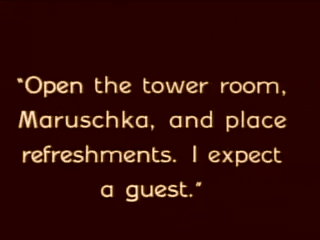 "Open the tower room,
Maruschka, and place
refreshments. I expect
a guest."